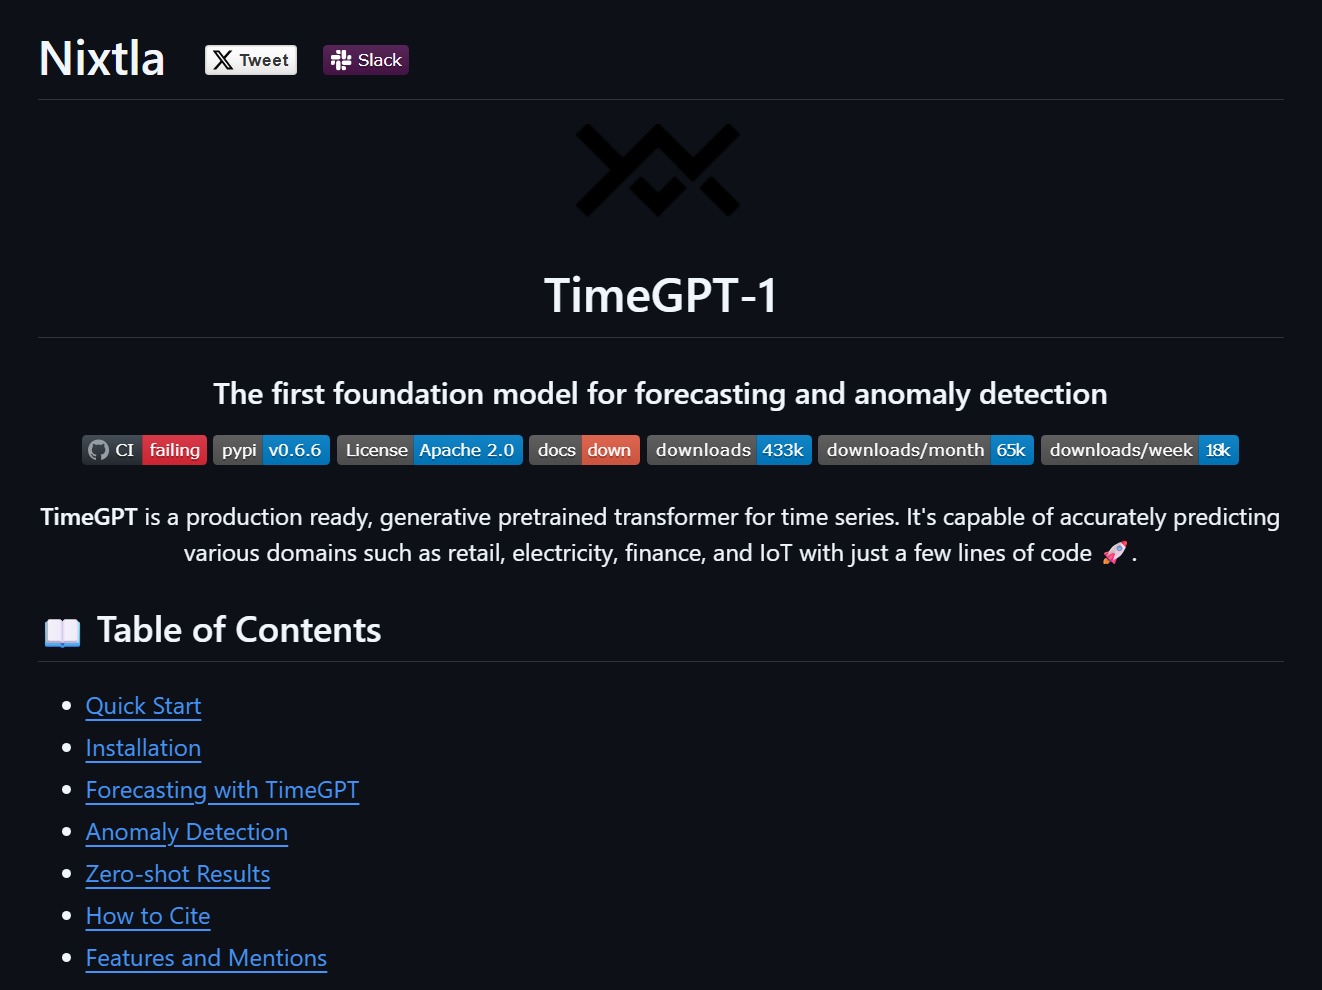 Nixtla Tweet Slack
TimeGPT-1
The first foundation model for forecasting and anomaly detection
CI failing pypi v0.6.6 License Apache 2.0 docs down downloads 433k downloads/month 65k downloads/week 18k
TimeGPT is a production ready, generative pretrained transformer for time series. It's capable of accurately predicting
various domains such as retail, electricity, finance, and IoT with just a few lines of code 🚀.
📖 Table of Contents
• Quick Start
• Installation
• Forecasting with TimeGPT
• Anomaly Detection
• Zero-shot Results
• How to Cite
• Features and Mentions